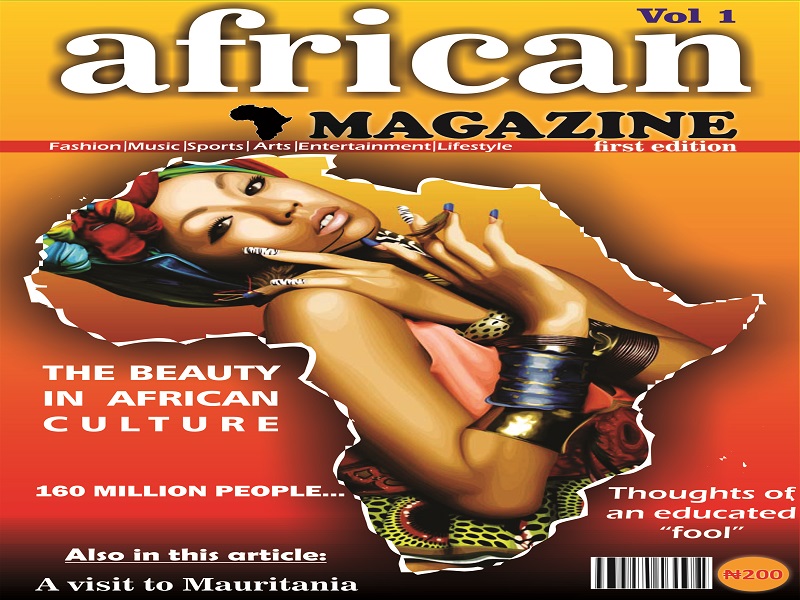 Vol 1
african
MAGAZINE
Fashion|Music|Sports| Arts|Entertainment|Lifestyle
first edition
THE BEAUTY
IN AFRICAN
CULTURE
160 MILLION PEOPLE...
Thoughts of
an educated
“fool”
Also in this article:
A visit to Mauritania
₦200